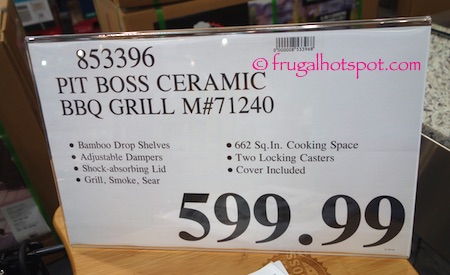 853396
© frugalhotspot.com
PIT BOSS CERAMIC
BBQ GRILL M#71240
• Bamboo Drop Shelves
• Adjustable Dampers
• Shock-absorbing Lid
• Grill, Smoke, Sear
• 662 Sq.In. Cooking Space
• Two Locking Casters
• Cover Included
599.99